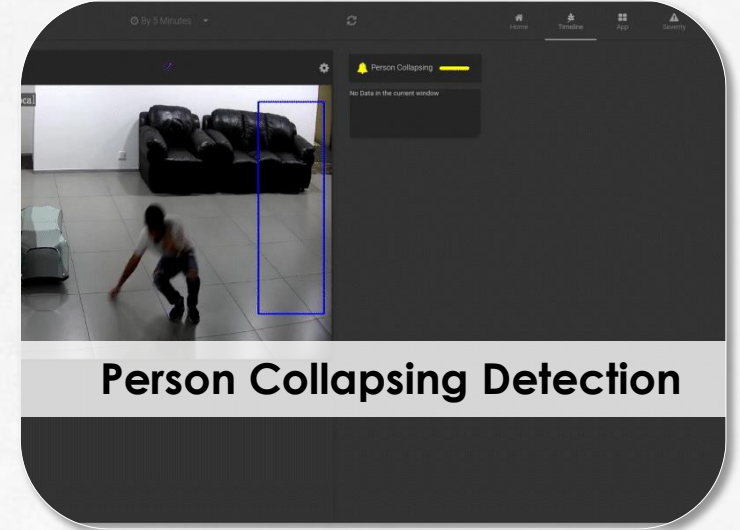 By 5 Minutes
Home
Timeline
App
Severity
Person Collapsing
No Data in the current window
Person Collapsing Detection